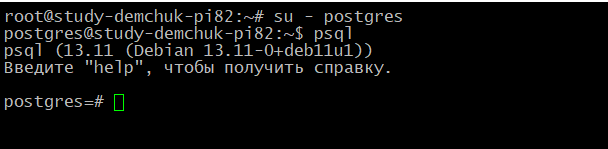 root@study-demchuk-pi82:~# su - postgres
postgres@study-demchuk-pi82:~$ psql
psql (13.11 (Debian 13.11-0+deb11u1))
Введите "help", чтобы получить справку.
postgres=#